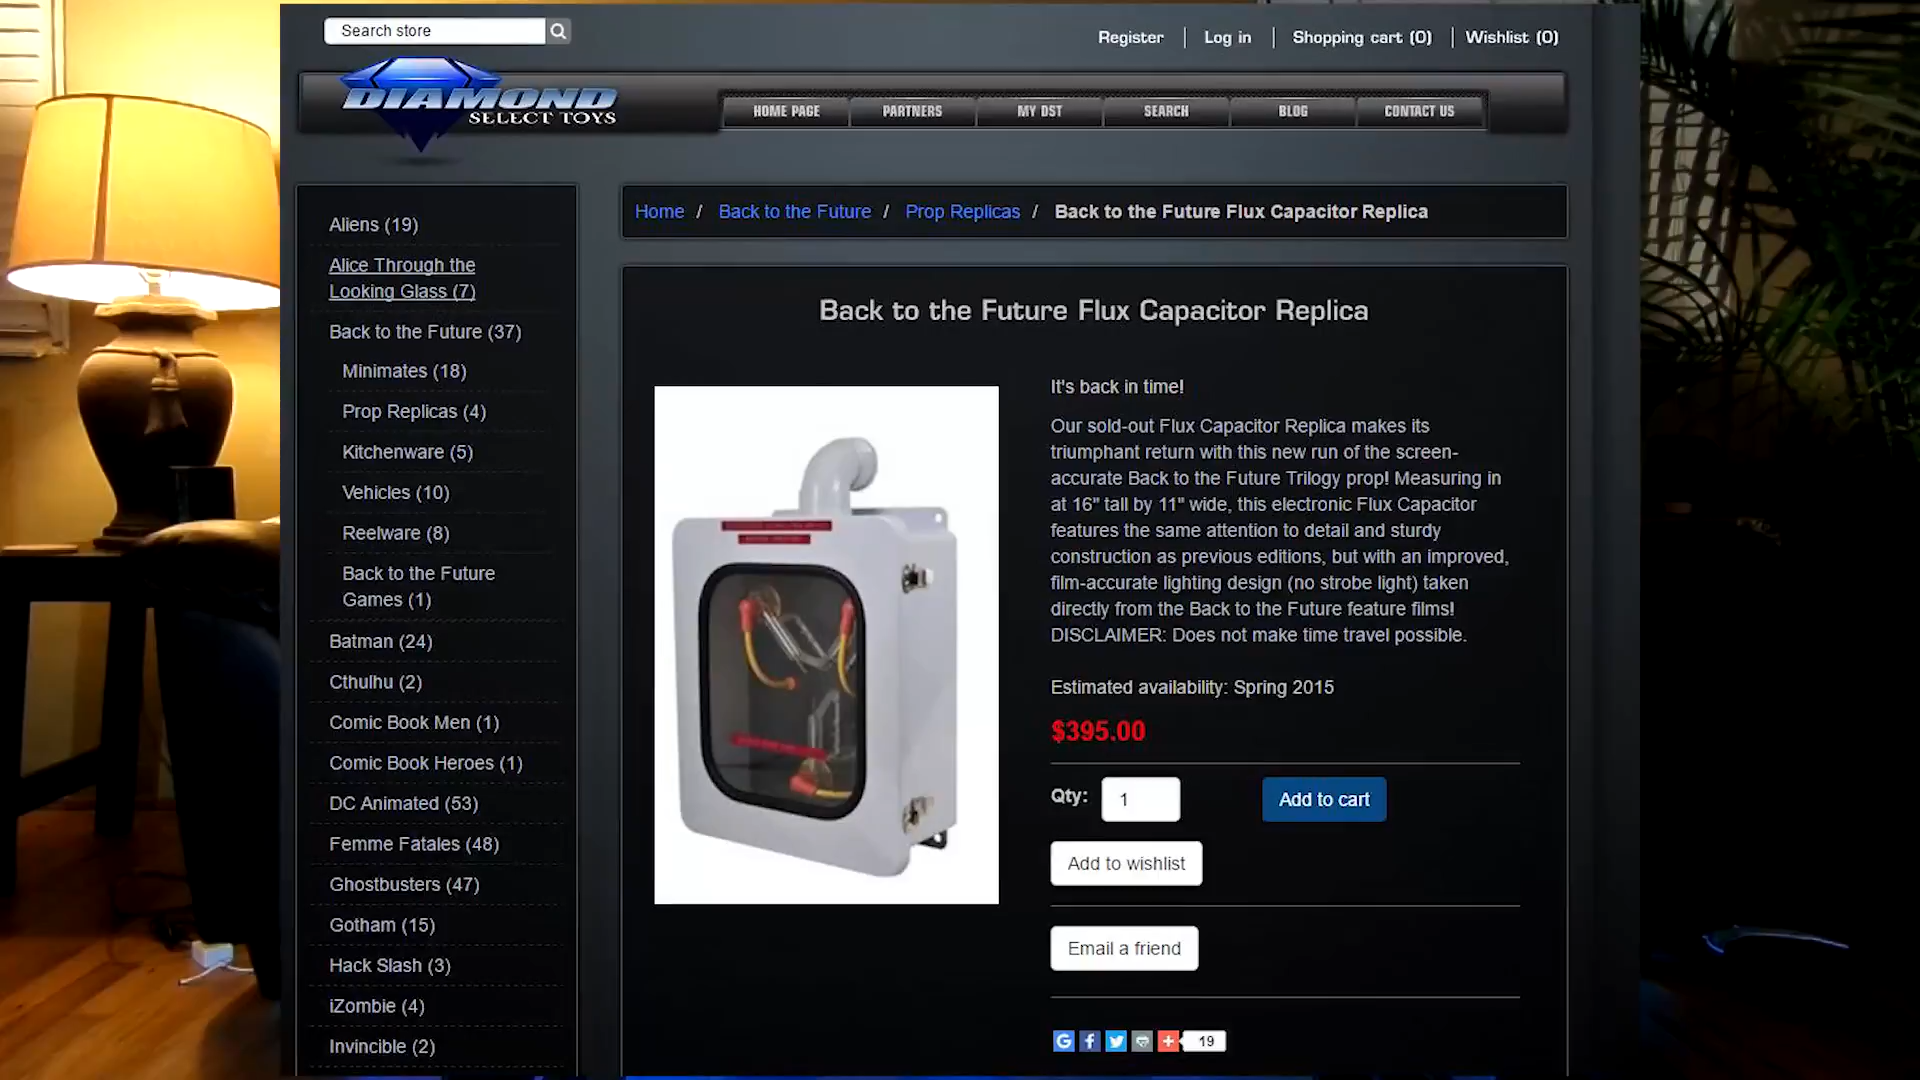 Search store
Register
Log in
Shopping cart (0)
Wishlist (0)
DIAMOND
SELECT TOYS
HOME PAGE
PARTNERS
MY DST
SEARCH
BLOG
CONTACT US
Aliens (19)
Alice Through the
Looking Glass (7)
Back to the Future (37)
Minimates (18)
Prop Replicas (4)
Kitchenware (5)
Vehicles (10)
Reelware (8)
Back to the Future
Games (1)
Batman (24)
Cthulhu (2)
Comic Book Men (1)
Comic Book Heroes (1)
DC Animated (53)
Femme Fatales (48)
Ghostbusters (47)
Gotham (15)
Hack Slash (3)
iZombie (4)
Invincible (2)
Home / Back to the Future / Prop Replicas / Back to the Future Flux Capacitor Replica
Back to the Future Flux Capacitor Replica
It's back in time!
Our sold-out Flux Capacitor Replica makes its
triumphant return with this new run of the screen-
accurate Back to the Future Trilogy prop! Measuring in
at 16" tall by 11" wide, this electronic Flux Capacitor
features the same attention to detail and sturdy
construction as previous editions, but with an improved,
film-accurate lighting design (no strobe light) taken
directly from the Back to the Future feature films!
DISCLAIMER: Does not make time travel possible.
Estimated availability: Spring 2015
$395.00
Qty: 1
Add to cart
Add to wishlist
Email a friend
19